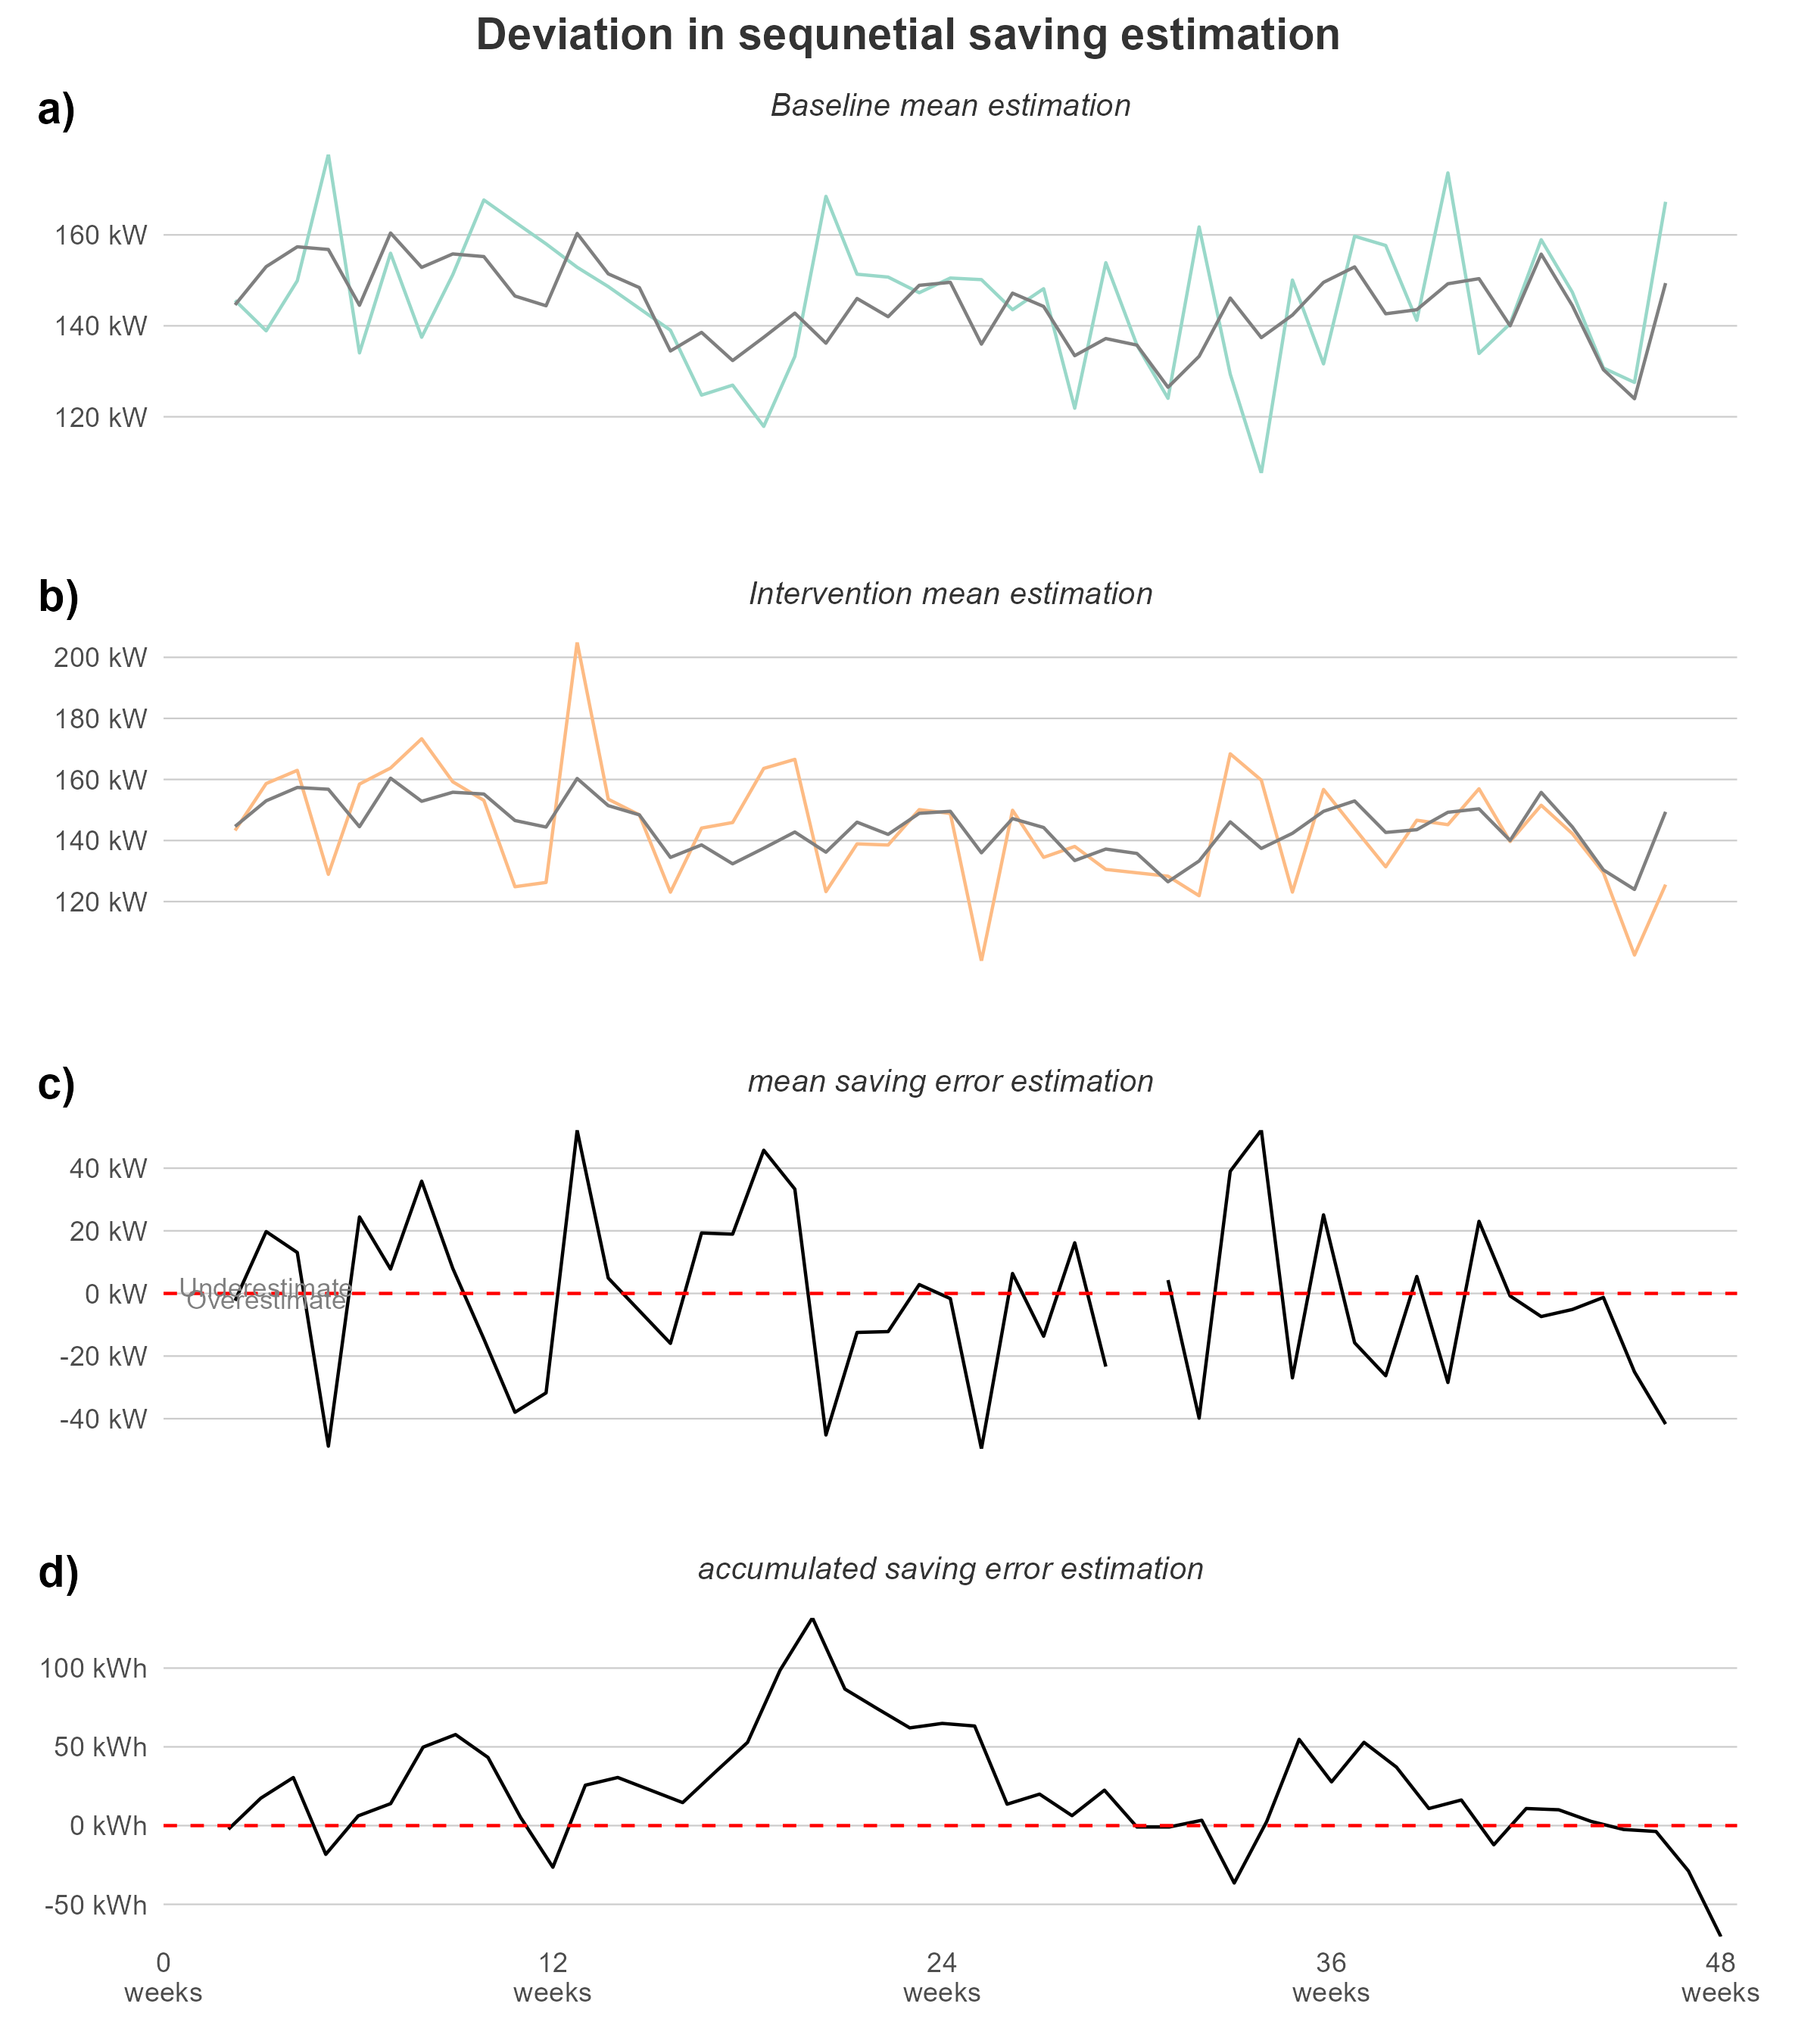 Deviation in sequnetial saving estimation
a)
Baseline mean estimation
160 kW
140 kW
120 kW
b)
Intervention mean estimation
200 kW
180 kW
160 kW
140 kW
120 kW
c)
mean saving error estimation
40 kW
20 kW
Underestimate
0 kW
Overestimate
-20 kW
-40 kW
d)
accumulated saving error estimation
100 kWh
50 kWh
0 kWh
-50 kWh
0 12 24 36 48
weeks weeks weeks weeks weeks